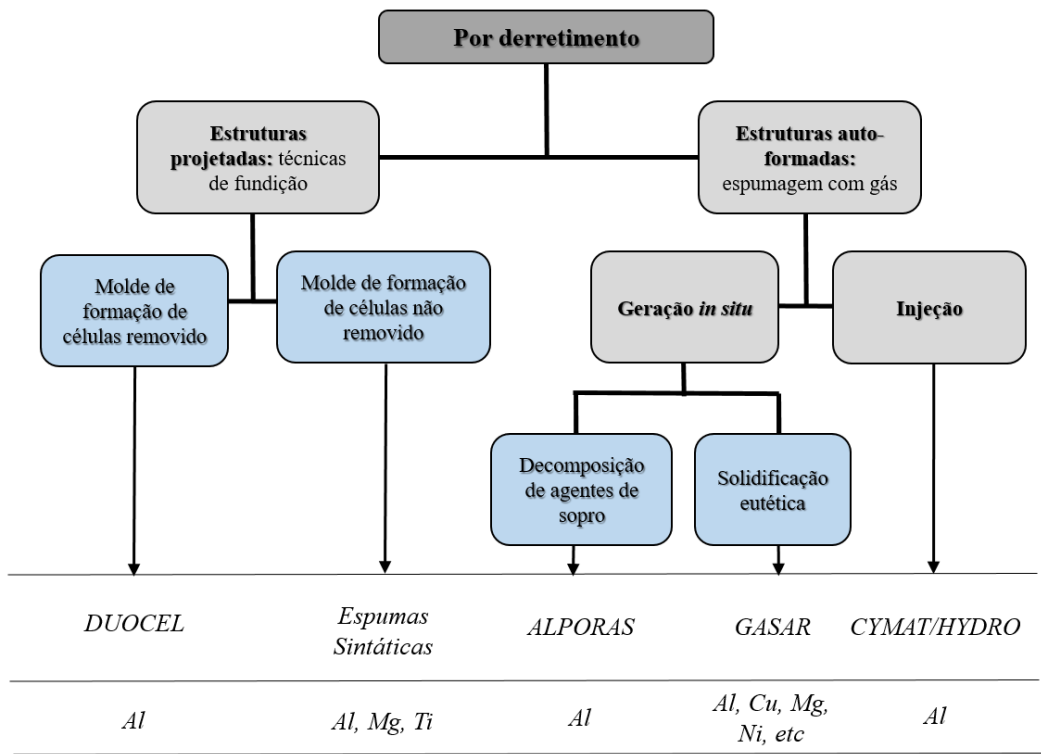 Por derretimento
Estruturas
projetadas: técnicas
de fundição
Estruturas auto-
formadas:
espumagem com gás
Molde de
formação de
células removido
Molde de formação
de células não
removido
Geração in situ
Injeção
Decomposição
de agentes de
sopro
Solidificação
eutética
DUOCEL
Espumas
Sintáticas
ALPORAS
GASAR
CYMAT/HYDRO
Al
Al, Mg, Ti
Al
Al, Cu, Mg,
Ni, etc
Al